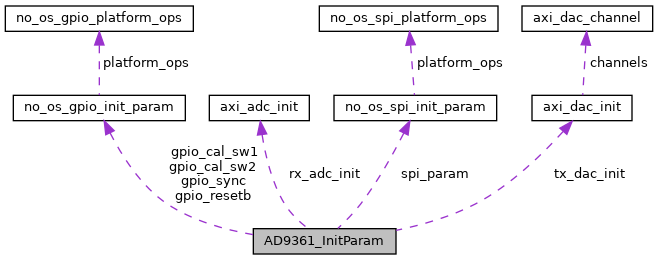 no_os_gpio_platform_ops
no_os_spi_platform_ops
axi_dac_channel
platform_ops
platform_ops
channels
no_os_gpio_init_param
axi_adc_init
no_os_spi_init_param
axi_dac_init
gpio_cal_sw1
gpio_cal_sw2
gpio_sync
gpio_resetb
rx_adc_init
spi_param
tx_dac_init
AD9361_InitParam